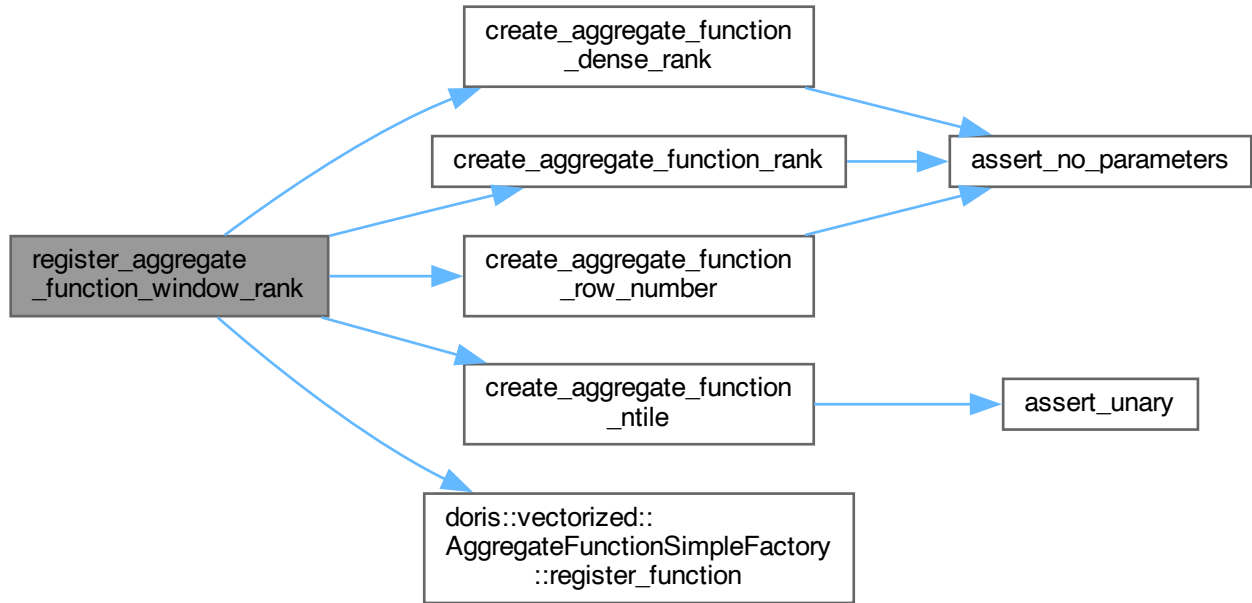 create_aggregate_function
_dense_rank
create_aggregate_function_rank
assert_no_parameters
register_aggregate
_function_window_rank
create_aggregate_function
_row_number
create_aggregate_function
_ntile
assert_unary
doris::vectorized::
AggregateFunctionSimpleFactory
::register_function